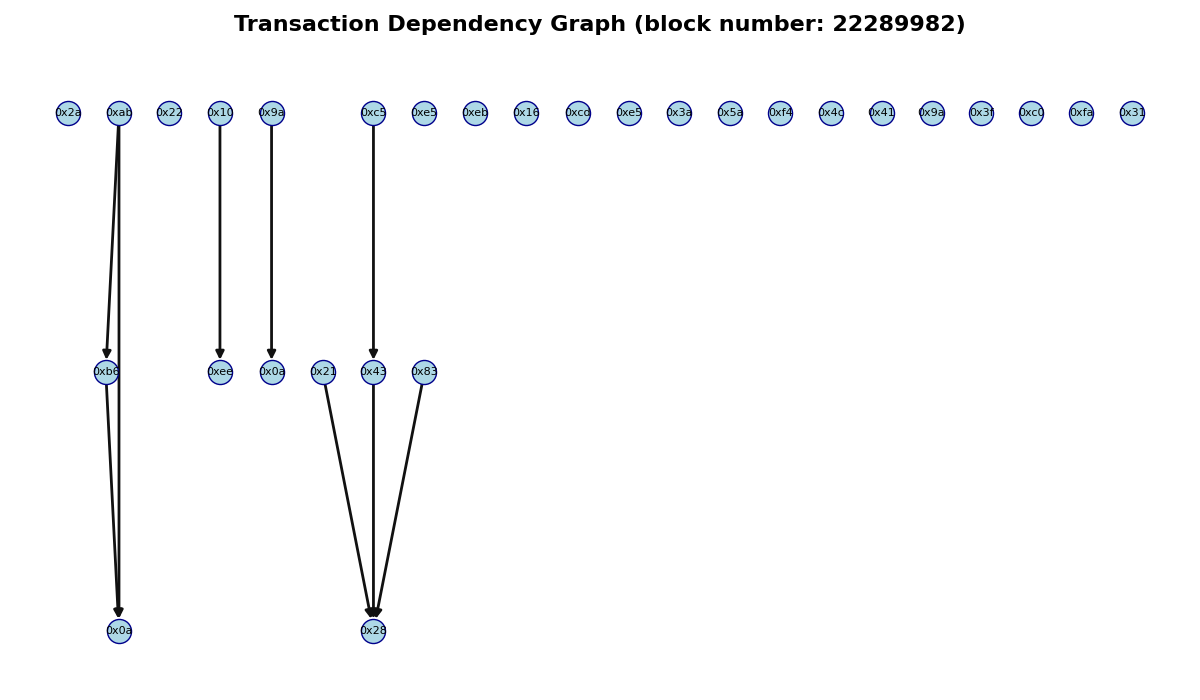 Transaction Dependency Graph (block number: 22289982)
0x2a 0xab 0x22 0x10 0x9a 0xc5 0xe5 0xeb 0x16 0xcd 0xe5 0x3a 0x5a 0xf4 0x4c 0x41 0x9a 0x3f 0xc0 0xfa 0x31
0xb6 0xee 0x0a 0x21 0x43 0x83
0x0a 0x28